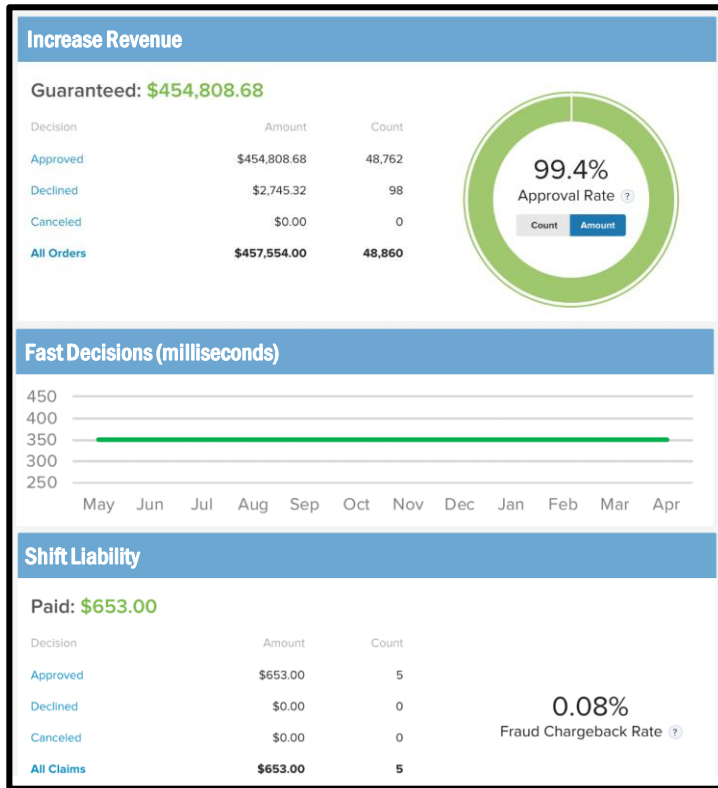 Increase Revenue
Guaranteed: $454,808.68
Decision Amount Count
Approved $454,808.68 48,762
Declined $2,745.32 98
Canceled $0.00 0
All Orders $457,554.00 48,860
99.4%
Approval Rate ?
Count Amount
Fast Decisions (milliseconds)
450
400
350
300
250
May Jun Jul Aug Sep Oct Nov Dec Jan Feb Mar Apr
Shift Liability
Paid: $653.00
Decision Amount Count
Approved $653.00 5
Declined $0.00 0
Canceled $0.00 0
All Claims $653.00 5
0.08%
Fraud Chargeback Rate ?